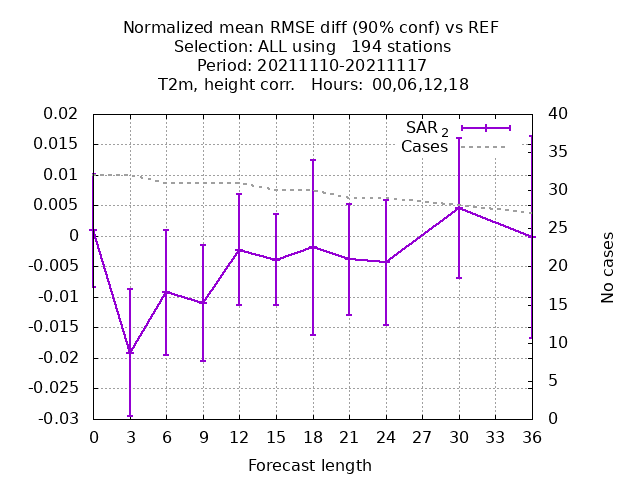 Normalized mean RMSE diff (90% conf) vs REF
Selection: ALL using   194 stations
Period: 20211110-20211117
T2m, height corr.   Hours:  00,06,12,18
SAR 2
Cases
0.02
0.015
0.01
0.005
0
-0.005
-0.01
-0.015
-0.02
-0.025
-0.03
40
35
30
25
20
15
10
5
0
No cases
0 3 6 9 12 15 18 21 24 27 30 33 36
Forecast length